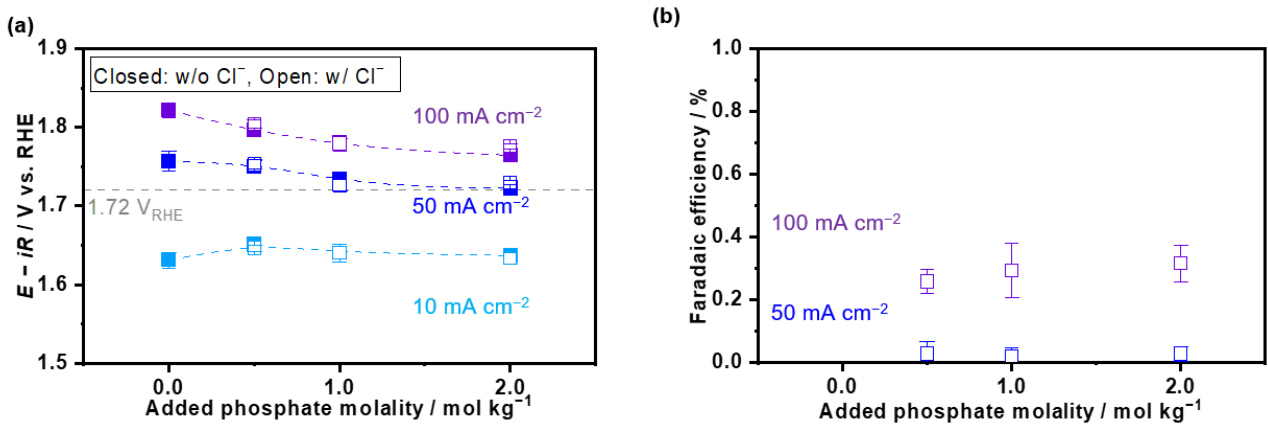 (a)
1.9
1.8
1.7
1.6
1.5
E − iR / V vs. RHE
Closed: w/o Cl⁻, Open: w/ Cl⁻
100 mA cm⁻²
50 mA cm⁻²
1.72 V_RHE
10 mA cm⁻²
0.0 1.0 2.0
Added phosphate molality / mol kg⁻¹
(b)
1.0
0.8
0.6
0.4
0.2
0.0
Faradaic efficiency / %
100 mA cm⁻²
50 mA cm⁻²
0.0 1.0 2.0
Added phosphate molality / mol kg⁻¹